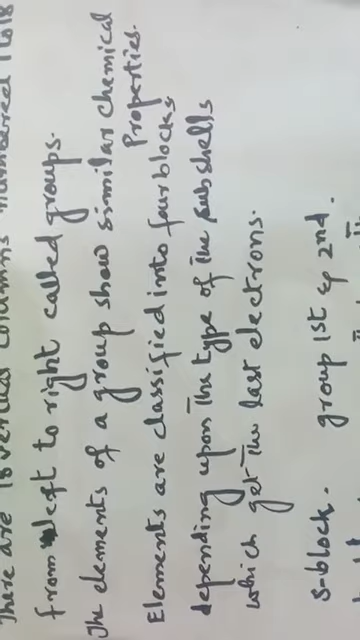 There are 18 vertical columns numbered 1 to 18
from left to right called groups.
The elements of a group show similar chemical
Properties.
Elements are classified into four blocks
depending upon the type of the subshells
which get the last electrons.
S-block. group 1st & 2nd.